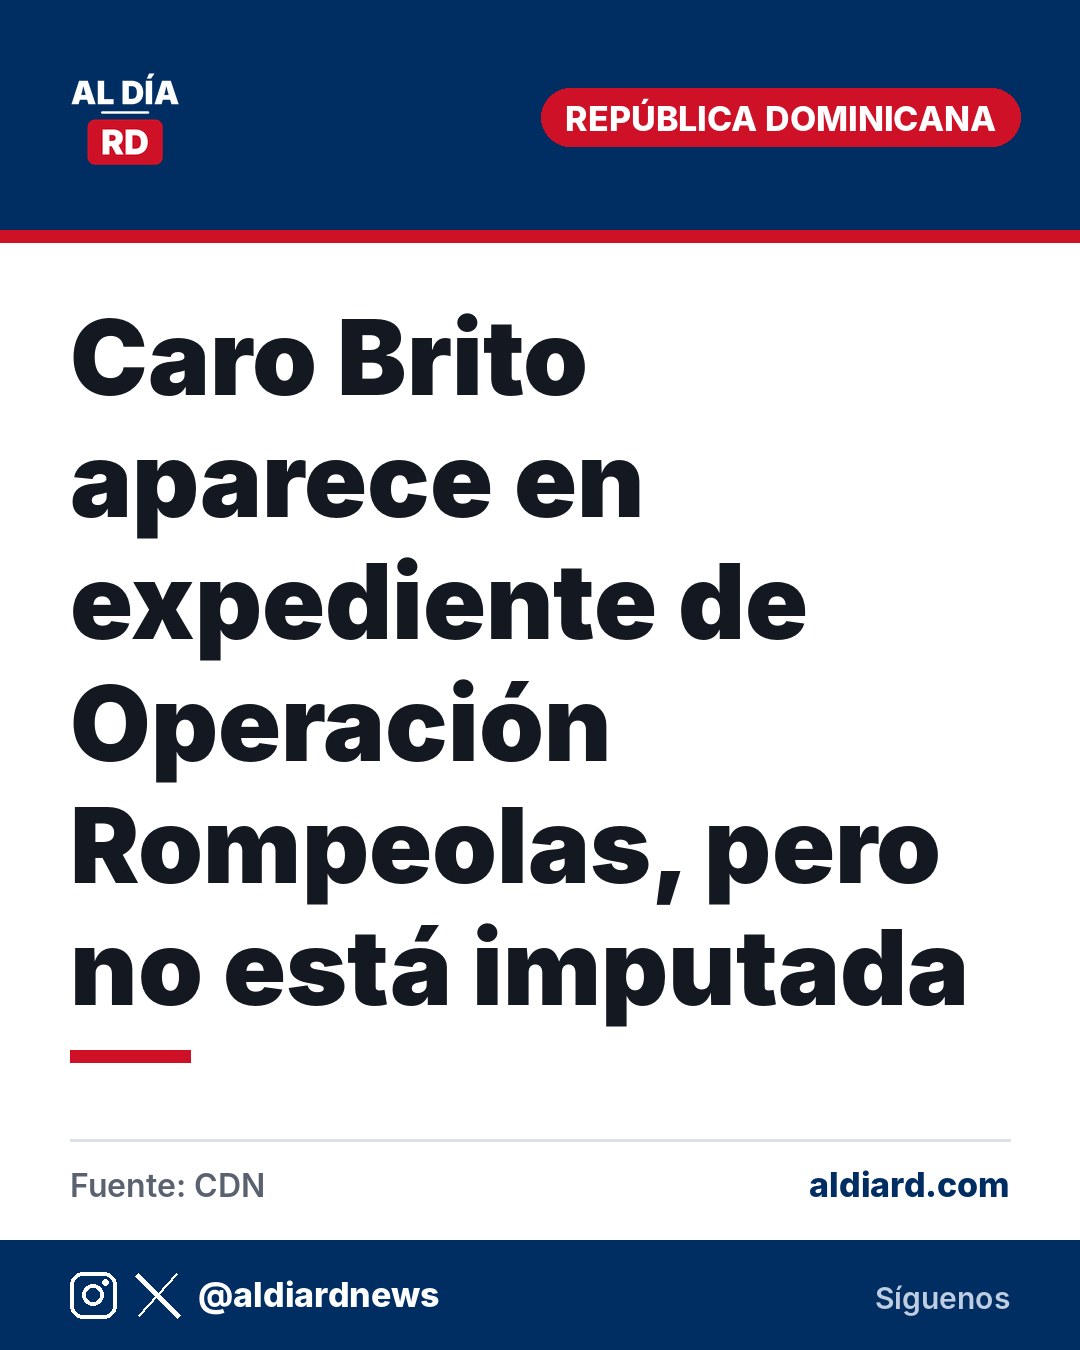 AL DÍA
RD
REPÚBLICA DOMINICANA
Caro Brito
aparece en
expediente de
Operación
Rompeolas, pero
no está imputada
Fuente: CDN
aldiard.com
@aldiardnews
Síguenos